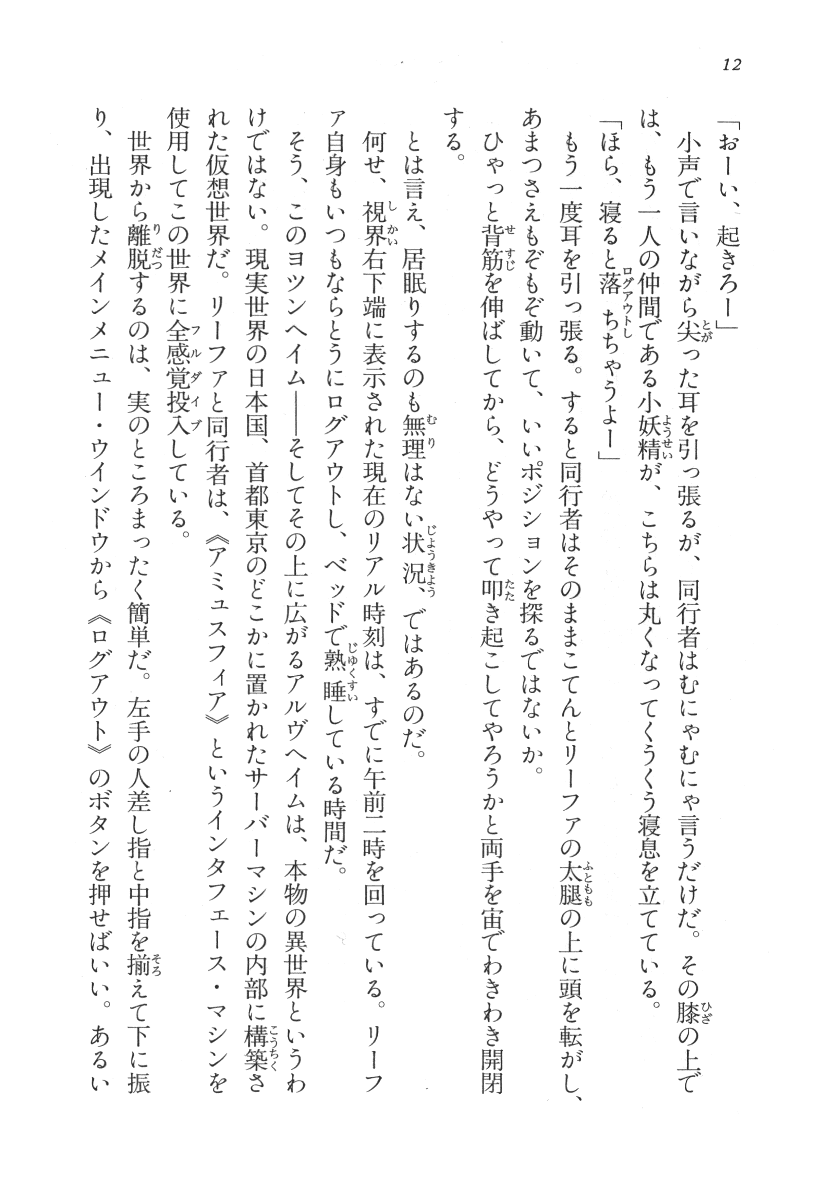 12
「おーい、起きろー」
　小声で言いながら尖った耳を引っ張るが、同行者はむにゃむにゃ言うだけだ。その膝の上で
は、もう一人の仲間である小妖精が、こちらは丸くなってくうくう寝息を立てている。
「ほら、寝ると落ちちゃうよー」
　もう一度耳を引っ張る。すると同行者はそのままこてんとリーファの太腿の上に頭を転がし、
あまつさえもぞもぞ動いて、いいポジションを探るではないか。
　ひゃっと背筋を伸ばしてから、どうやって叩き起こしてやろうかと両手を宙でわきわき開閉
する。
　とは言え、居眠りするのも無理はない状況、ではあるのだ。
　何せ、視界右下端に表示された現在のリアル時刻は、すでに午前二時を回っている。リーフ
ァ自身もいつもならとうにログアウトし、ベッドで熟睡している時間だ。
　そう、このヨツンヘイム――そしてその上に広がるアルヴヘイムは、本物の異世界というわ
けではない。現実世界の日本国、首都東京のどこかに置かれたサーバーマシンの内部に構築さ
れた仮想世界だ。リーファと同行者は、《アミュスフィア》というインタフェース・マシンを
使用してこの世界に全感覚投入している。
　世界から離脱するのは、実のところまったく簡単だ。左手の人差し指と中指を揃えて下に振
り、出現したメインメニュー・ウインドウから《ログアウト》のボタンを押せばいい。あるい